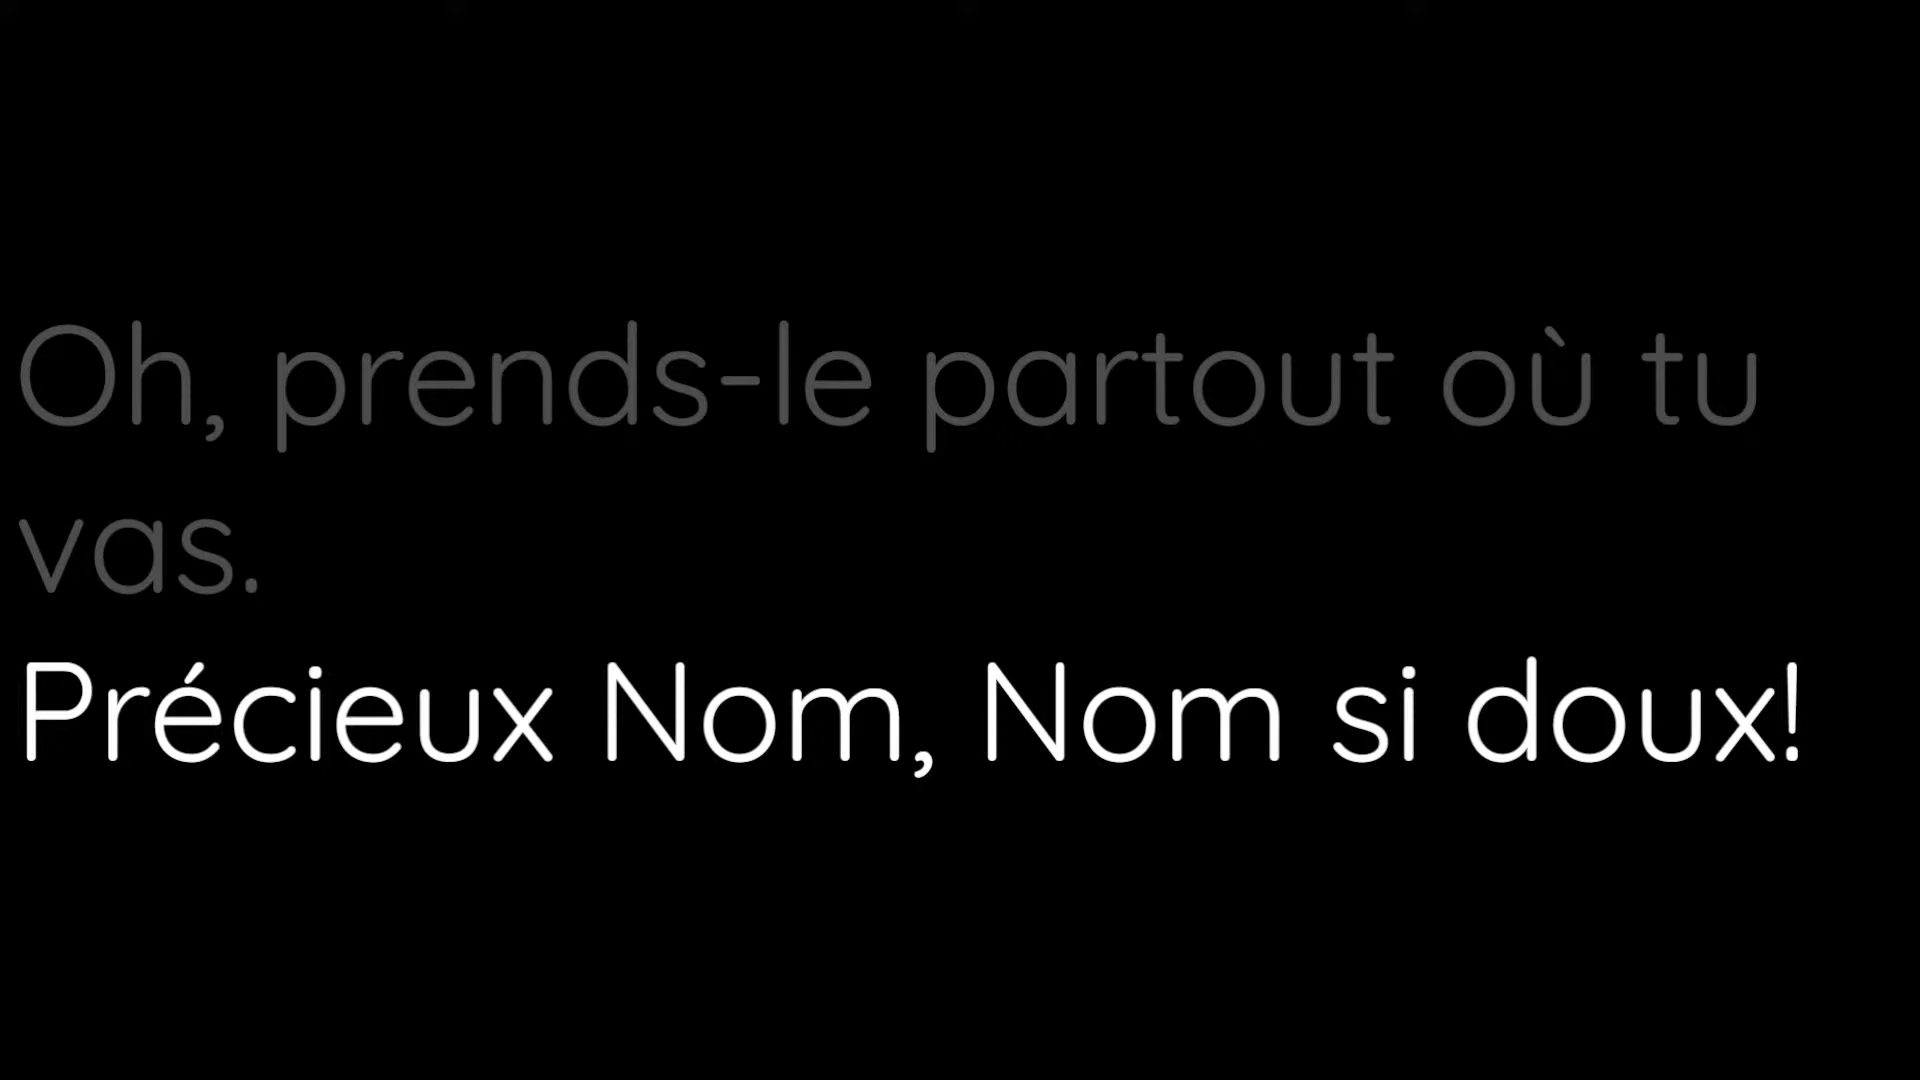 Oh, prends-le partout où tu
vas.
Précieux Nom, Nom si doux!